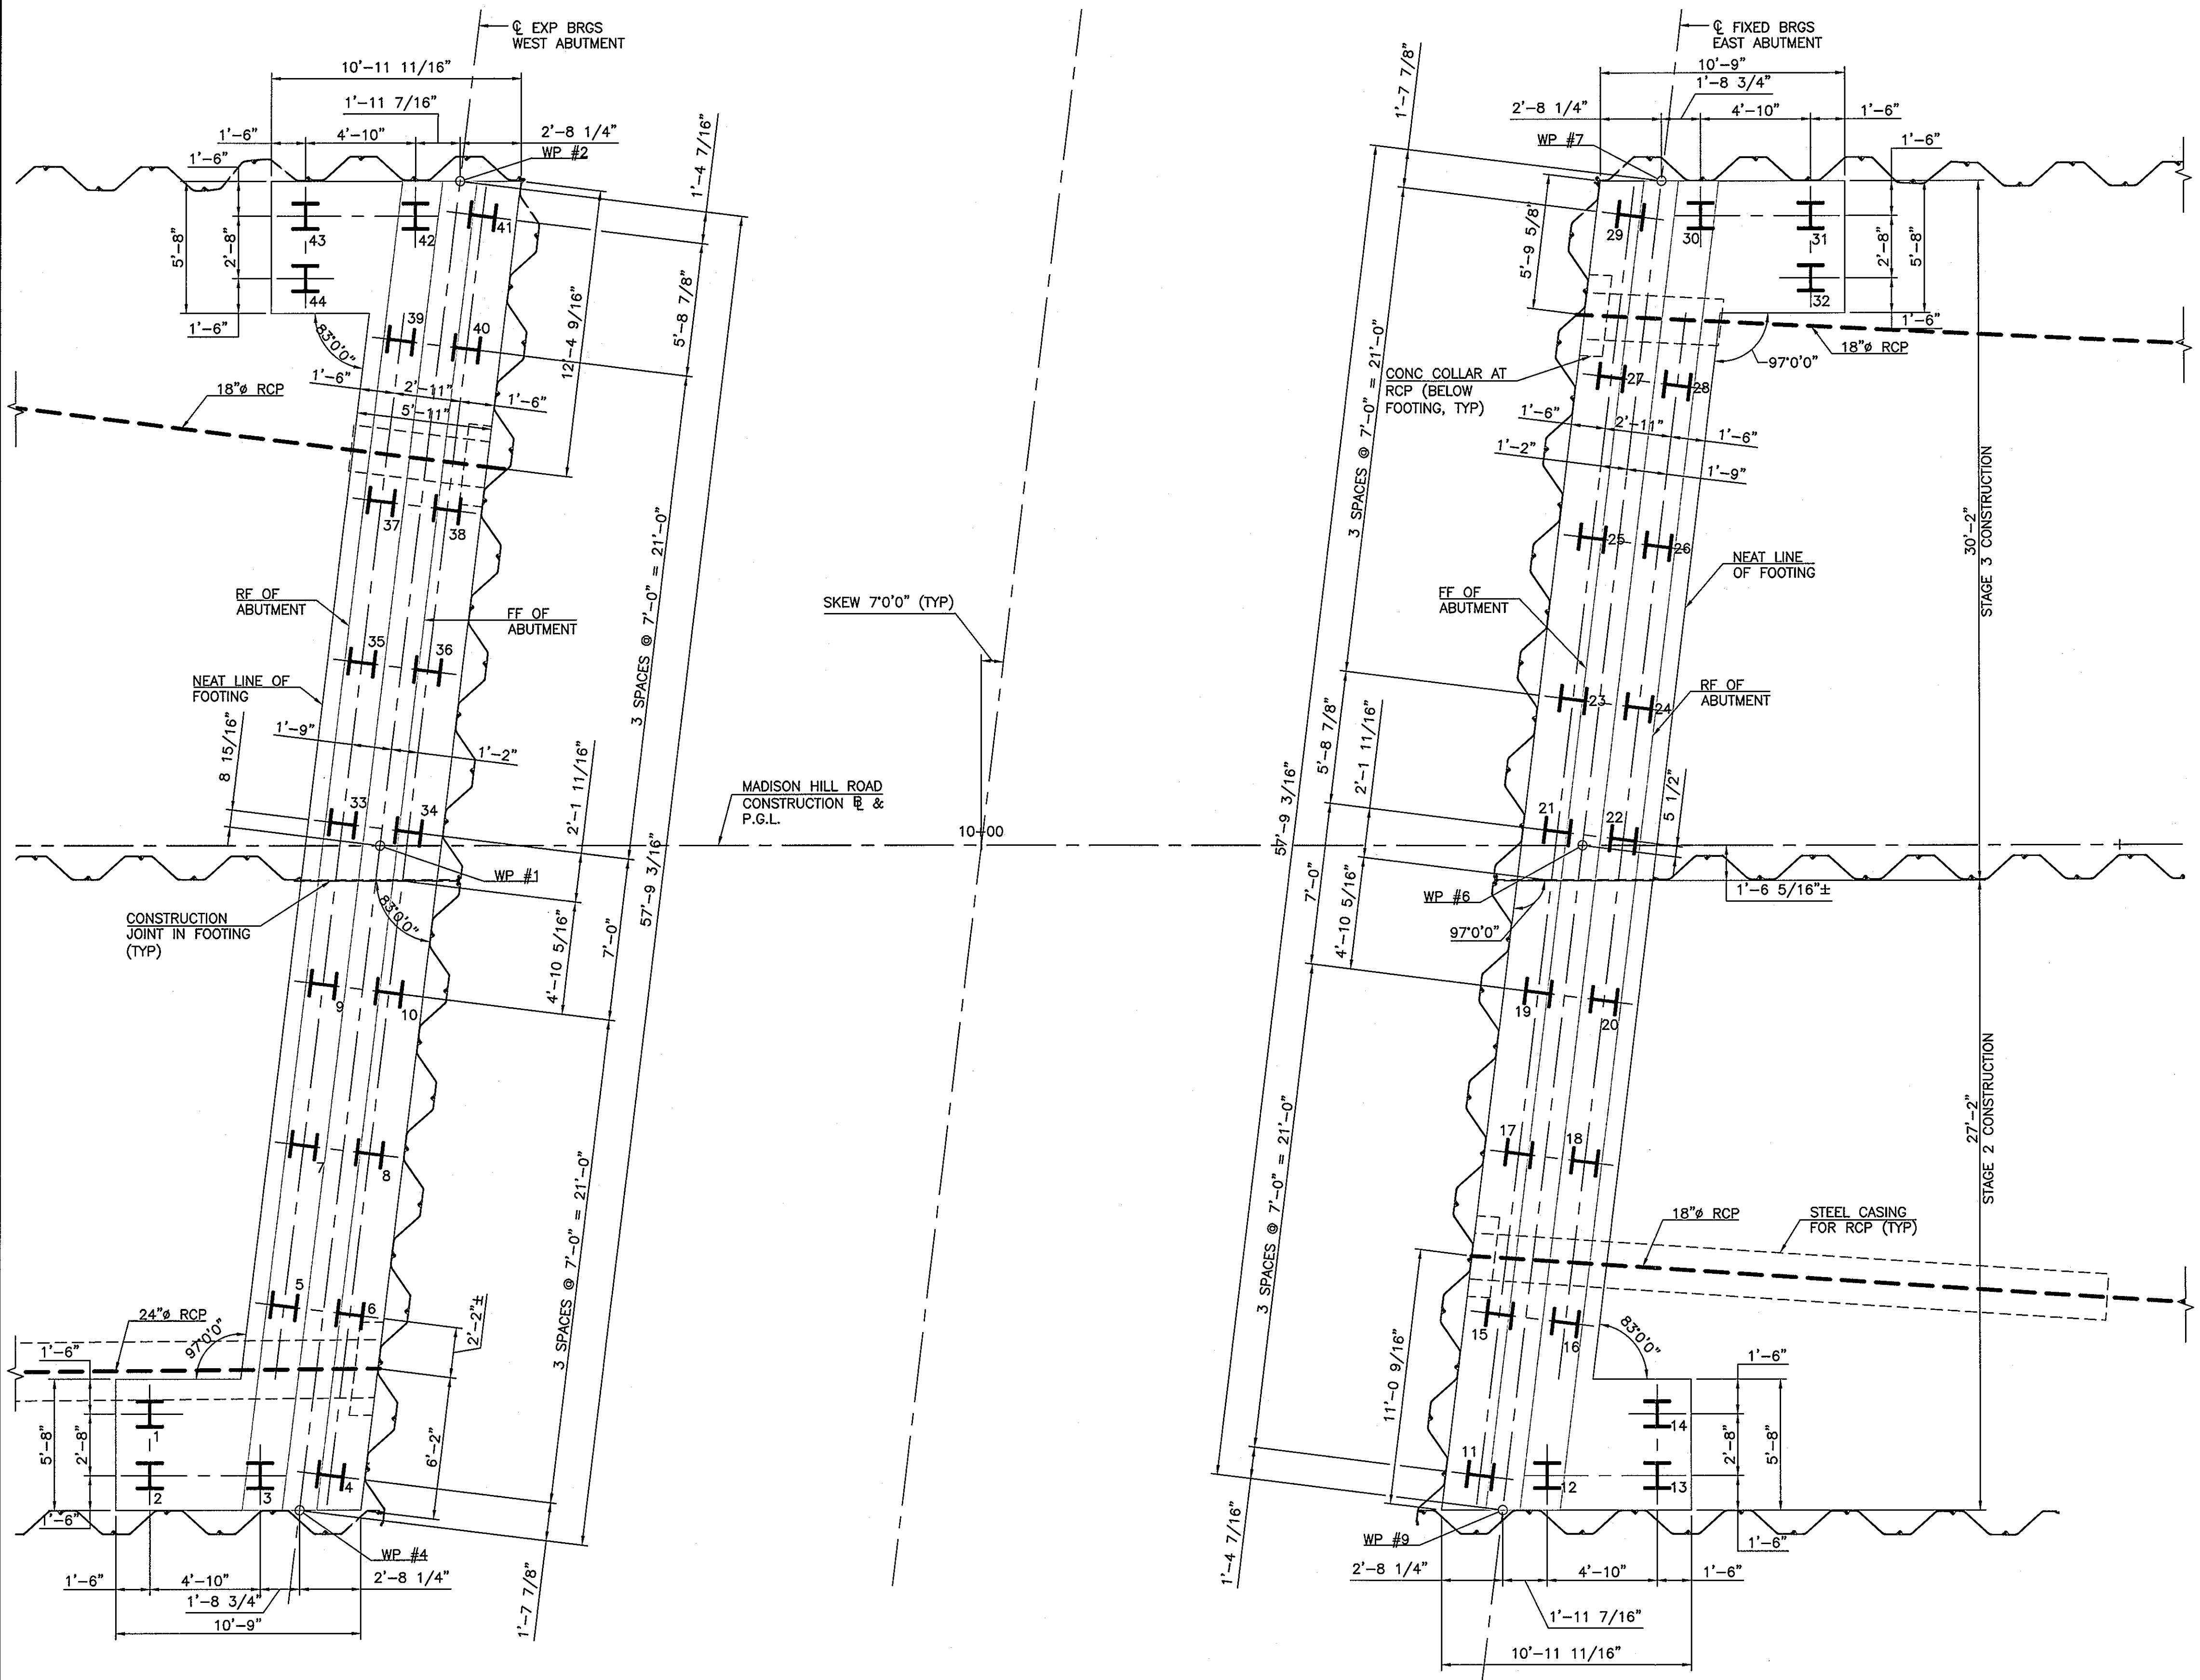 ℄ EXP BRGS
WEST ABUTMENT
10'-11 11/16"
1'-11 7/16"
1'-6"
4'-10"
2'-8 1/4"
WP #2
1'-6"
5'-8"
2'-8"
1'-6"
43
42
41
44
83°0'0"
39
40
1'-4 7/16"
5'-8 7/8"
12'-4 9/16"
1'-6"
2'-11"
1'-6"
5'-11"
18"ø RCP
37
38
RF OF
ABUTMENT
FF OF
ABUTMENT
35
36
NEAT LINE OF
FOOTING
3 SPACES @ 7'-0" = 21'-0"
8 15/16"
1'-9"
1'-2"
33
34
2'-1 11/16"
57'-9 3/16"
WP #1
CONSTRUCTION
JOINT IN FOOTING
(TYP)
83°0'0"
4'-10 5/16"
7'-0"
9
10
7
8
3 SPACES @ 7'-0" = 21'-0"
5
6
2'-2"±
24"ø RCP
97°0'0"
1'-6"
5'-8"
2'-8"
1'-6"
1
2
3
4
6'-2"
WP #4
1'-6"
4'-10"
2'-8 1/4"
1'-8 3/4"
10'-9"
1'-7 7/8"
SKEW 7°0'0" (TYP)
MADISON HILL ROAD
CONSTRUCTION ℄ &
P.G.L.
10+00
℄ FIXED BRGS
EAST ABUTMENT
10'-9"
1'-8 3/4"
2'-8 1/4"
4'-10"
1'-6"
WP #7
1'-6"
2'-8"
5'-8"
1'-6"
1'-7 7/8"
5'-9 5/8"
29
30
31
32
97°0'0"
18"ø RCP
CONC COLLAR AT
RCP (BELOW
FOOTING, TYP)
27
28
1'-6"
2'-11"
1'-6"
1'-2"
1'-9"
3 SPACES @ 7'-0" = 21'-0"
25
26
NEAT LINE
OF FOOTING
FF OF
ABUTMENT
30'-2"
STAGE 3 CONSTRUCTION
RF OF
ABUTMENT
23
24
5'-8 7/8"
2'-1 11/16"
57'-9 3/16"
21
22
5 1/2"
1'-6 5/16"±
WP #6
97°0'0"
7'-0"
4'-10 5/16"
19
20
27'-2"
STAGE 2 CONSTRUCTION
17
18
3 SPACES @ 7'-0" = 21'-0"
18"ø RCP
STEEL CASING
FOR RCP (TYP)
15
16
83°0'0"
11'-0 9/16"
1'-6"
2'-8"
5'-8"
1'-6"
14
11
12
13
1'-4 7/16"
WP #9
2'-8 1/4"
4'-10"
1'-6"
1'-11 7/16"
10'-11 11/16"